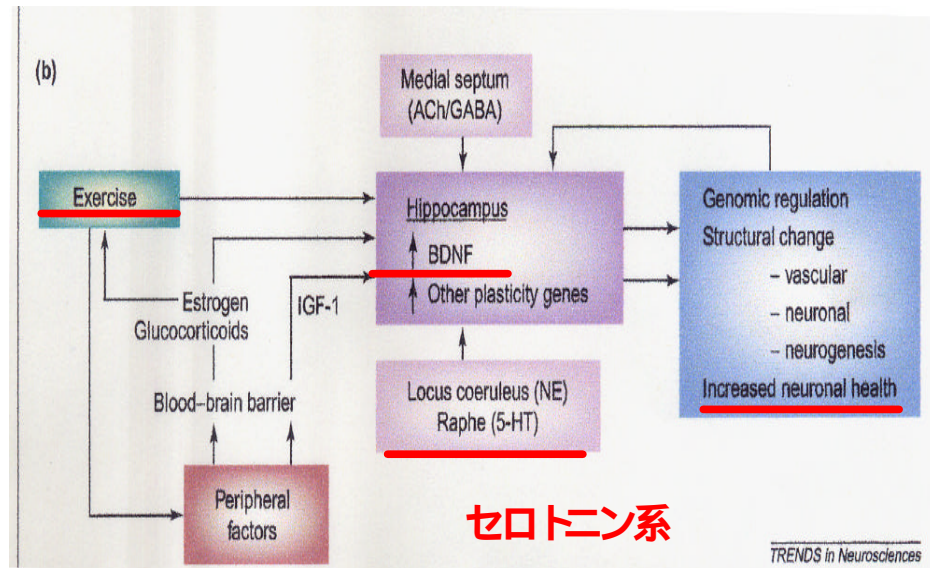 (b)
Medial septum
(ACh/GABA)
Exercise
Hippocampus
BDNF
Other plasticity genes
Genomic regulation
Structural change
– vascular
– neuronal
– neurogenesis
Increased neuronal health
Estrogen
Glucocorticoids
IGF-1
Blood–brain barrier
Locus coeruleus (NE)
Raphe (5-HT)
Peripheral
factors
セロトニン系
TRENDS in Neurosciences